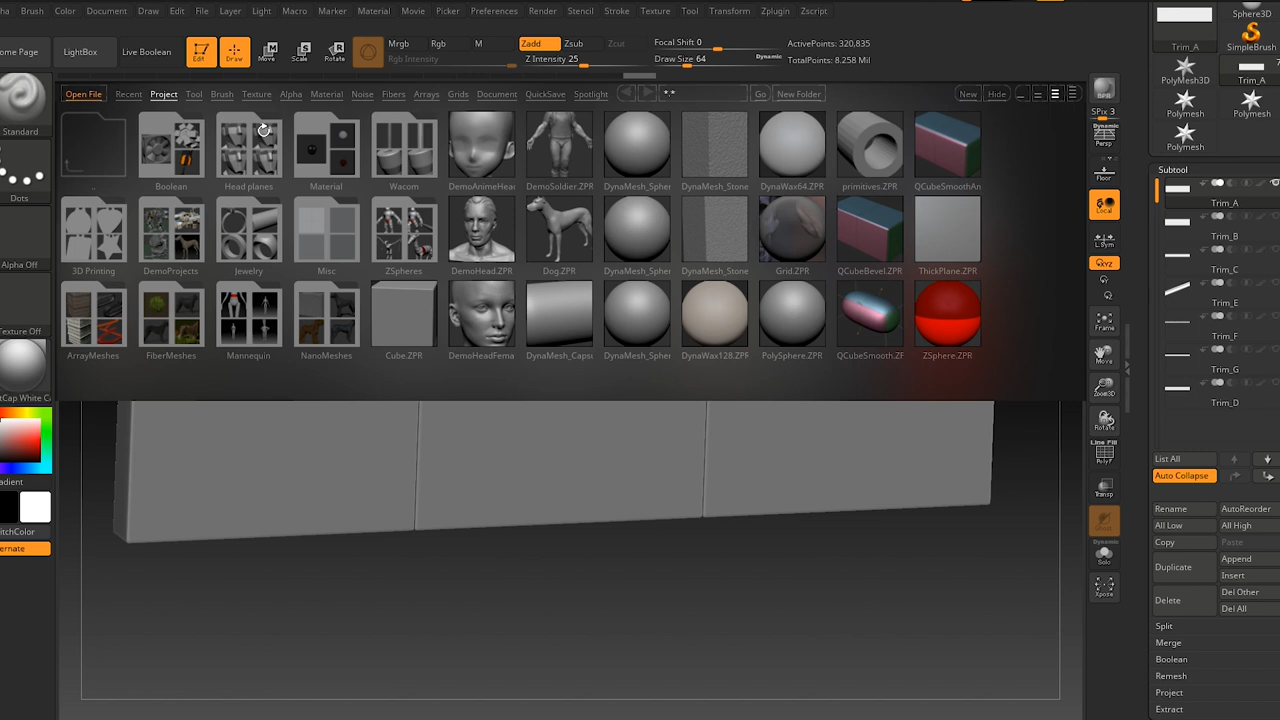 ha Brush Color Document Draw Edit File Layer Light Macro Marker Material Movie Picker Preferences Render Stencil Stroke Texture Tool Transform Zplugin Zscript
ome Page LightBox Live Boolean Edit Draw Move Scale Rotate Mrgb Rgb M Zadd Zsub Zcut Focal Shift 0 ActivePoints: 320,835
Rgb Intensity Z Intensity 25 Draw Size 64 Dynamic TotalPoints: 8.258 Mil
Open File Recent Project Tool Brush Texture Alpha Material Noise Fibers Arrays Grids Document QuickSave Spotlight *.* Go New Folder New Hide
.. Boolean Head planes Material Wacom DemoAnimeHea DemoSoldier.ZPR DynaMesh_Spher DynaMesh_Stone DynaWax64.ZPR primitives.ZPR QCubeSmoothAn
3D Printing DemoProjects Jewelry Misc ZSpheres DemoHead.ZPR Dog.ZPR DynaMesh_Spher DynaMesh_Stone Grid.ZPR QCubeBevel.ZPR ThickPlane.ZPR
ArrayMeshes FiberMeshes Mannequin NanoMeshes Cube.ZPR DemoHeadFema DynaMesh_Capsu DynaMesh_Spher DynaWax128.ZPR PolySphere.ZPR QCubeSmooth.ZF ZSphere.ZPR
Standard
Dots
Alpha Off
Texture Off
tCap White C
adient
itchColor
ernate
BPR
SPix 3
Dynamic
Persp
Floor
Local
L.Sym
XYZ
Frame
Move
Zoom3D
Rotate
Line Fill
PolyF
Transp
Ghost
Dynamic
Solo
Xpose
Sphere3D
Trim_A SimpleBrush
7
PolyMesh3D Trim_A
Polymesh Polymesh
Polymesh
Subtool
Trim_A
Trim_B
Trim_C
Trim_E
Trim_F
Trim_G
Trim_D
List All
Auto Collapse
Rename AutoReorder
All Low All High
Copy Paste
Duplicate Append
Insert
Delete Del Other
Del All
Split
Merge
Boolean
Remesh
Project
Extract